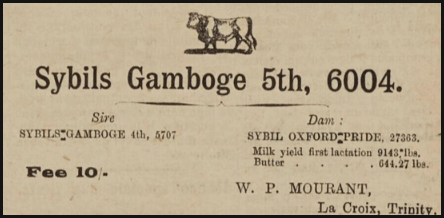 Sybils Gamboge 5th, 6004.
Sire
SYBILS GAMBOGE 4th, 5707
Dam :
SYBIL OXFORD PRIDE, 27363.
Milk yield first lactation 9143 lbs.
Butter . . . . 644.27 lbs.
Fee 10/-
W. P. MOURANT,
La Croix, Trinity.